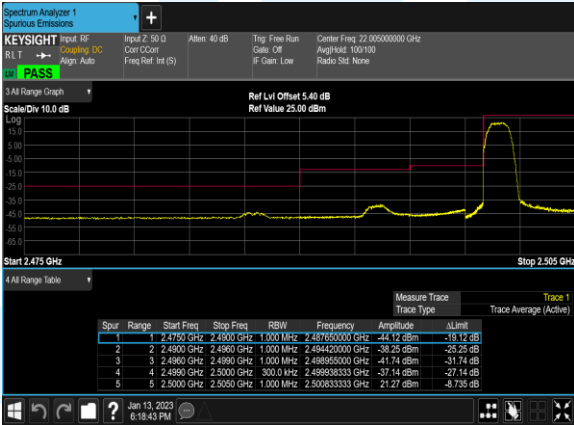 Spectrum Analyzer 1
Spurious Emissions
+
KEYSIGHT Input: RF Input Z: 50 Ω Atten: 40 dB Trig: Free Run Center Freq: 22.005000000 GHz
RLT Coupling: DC Corr CCorr Gate: Off Avg|Hold: 100/100
Align: Auto Freq Ref: Int (S) IF Gain: Low Radio Std: None
LW PASS
3 All Range Graph
Ref Lvl Offset 5.40 dB
Scale/Div 10.0 dB Ref Value 25.00 dBm
Log
15.0
5.00
-5.00
-15.0
-25.0
-35.0
-45.0
-55.0
-65.0
Start 2.475 GHz Stop 2.505 GHz
4 All Range Table
Measure Trace Trace 1
Trace Type Trace Average (Active)
Spur Range Start Freq Stop Freq RBW Frequency Amplitude ΔLimit
1 1 2.4750 GHz 2.4900 GHz 1.000 MHz 2.487650000 GHz -44.12 dBm -19.12 dB
2 2 2.4900 GHz 2.4960 GHz 1.000 MHz 2.494420000 GHz -38.25 dBm -25.25 dB
3 3 2.4960 GHz 2.4990 GHz 1.000 MHz 2.498955000 GHz -41.74 dBm -31.74 dB
4 4 2.4990 GHz 2.5000 GHz 300.0 kHz 2.499938333 GHz -37.14 dBm -27.14 dB
5 5 2.5000 GHz 2.5050 GHz 1.000 MHz 2.500833333 GHz 21.27 dBm -8.735 dB
? Jan 13, 2023
6:18:43 PM